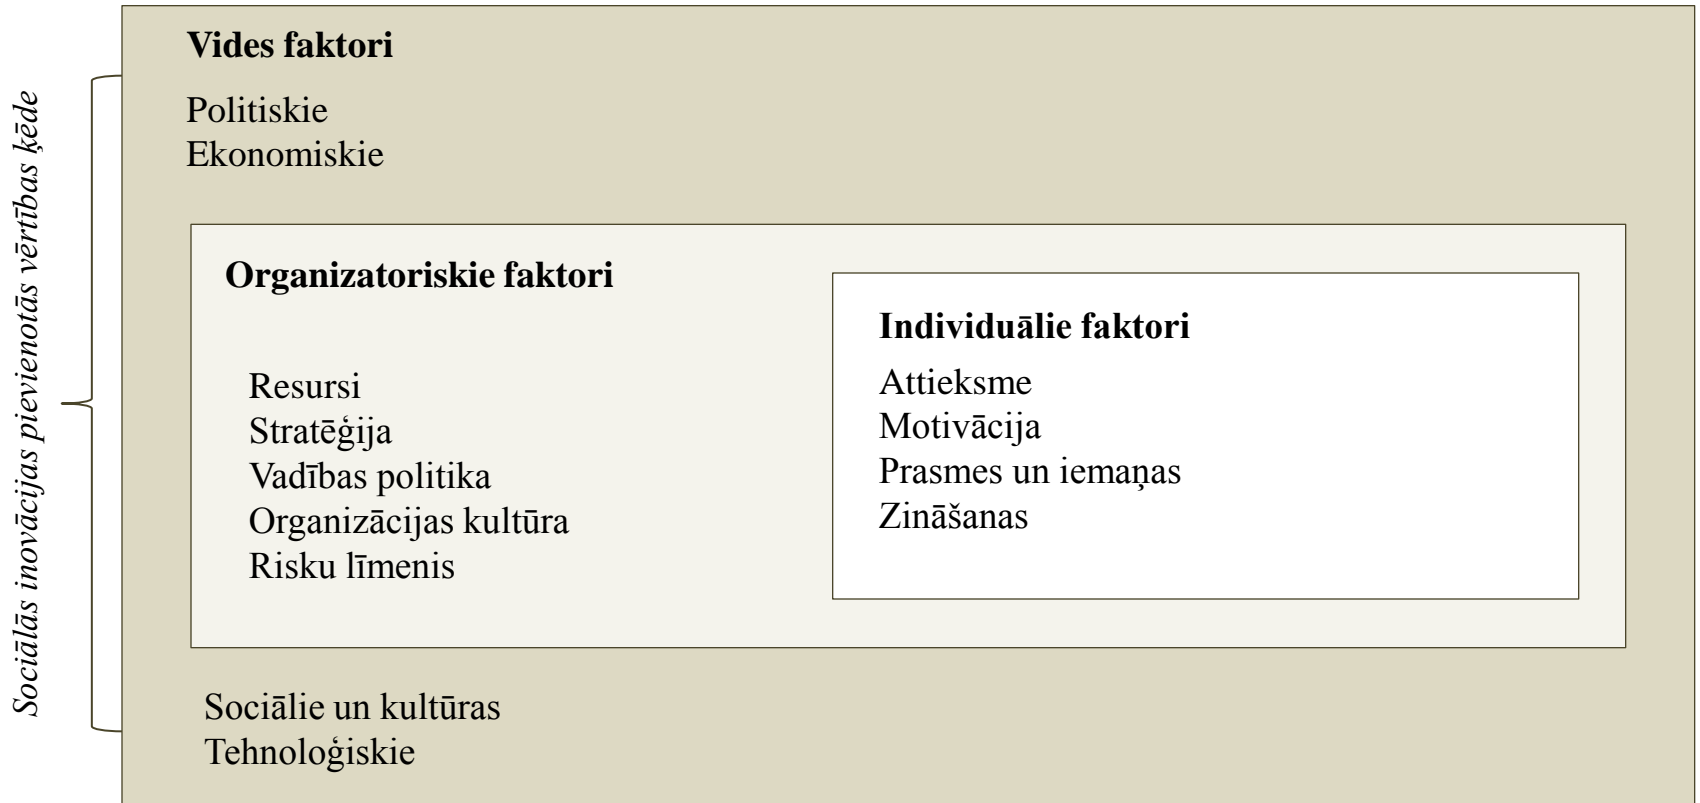 Sociālās inovācijas pievienotās vērtības ķēde
Vides faktori
Politiskie
Ekonomiskie
Organizatoriskie faktori
Resursi
Stratēģija
Vadības politika
Organizācijas kultūra
Risku līmenis
Individuālie faktori
Attieksme
Motivācija
Prasmes un iemaņas
Zināšanas
Sociālie un kultūras
Tehnoloģiskie